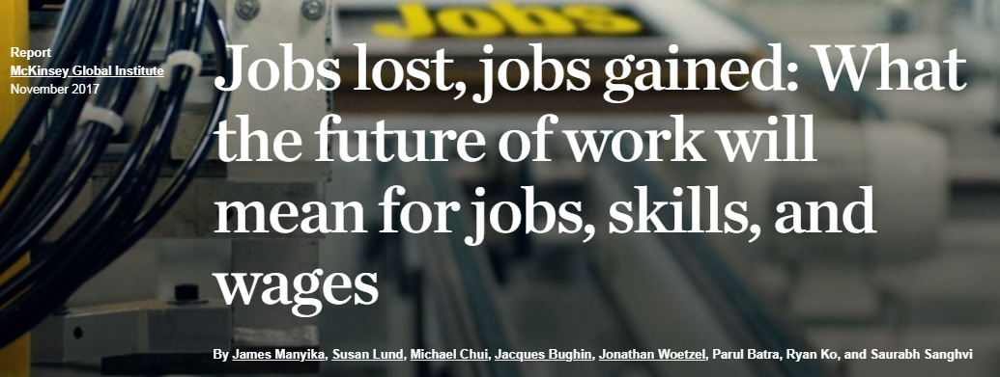 Jobs
Report
McKinsey Global Institute
November 2017
Jobs lost, jobs gained: What
the future of work will
mean for jobs, skills, and
wages
By James Manyika, Susan Lund, Michael Chui, Jacques Bughin, Jonathan Woetzel, Parul Batra, Ryan Ko, and Saurabh Sanghvi